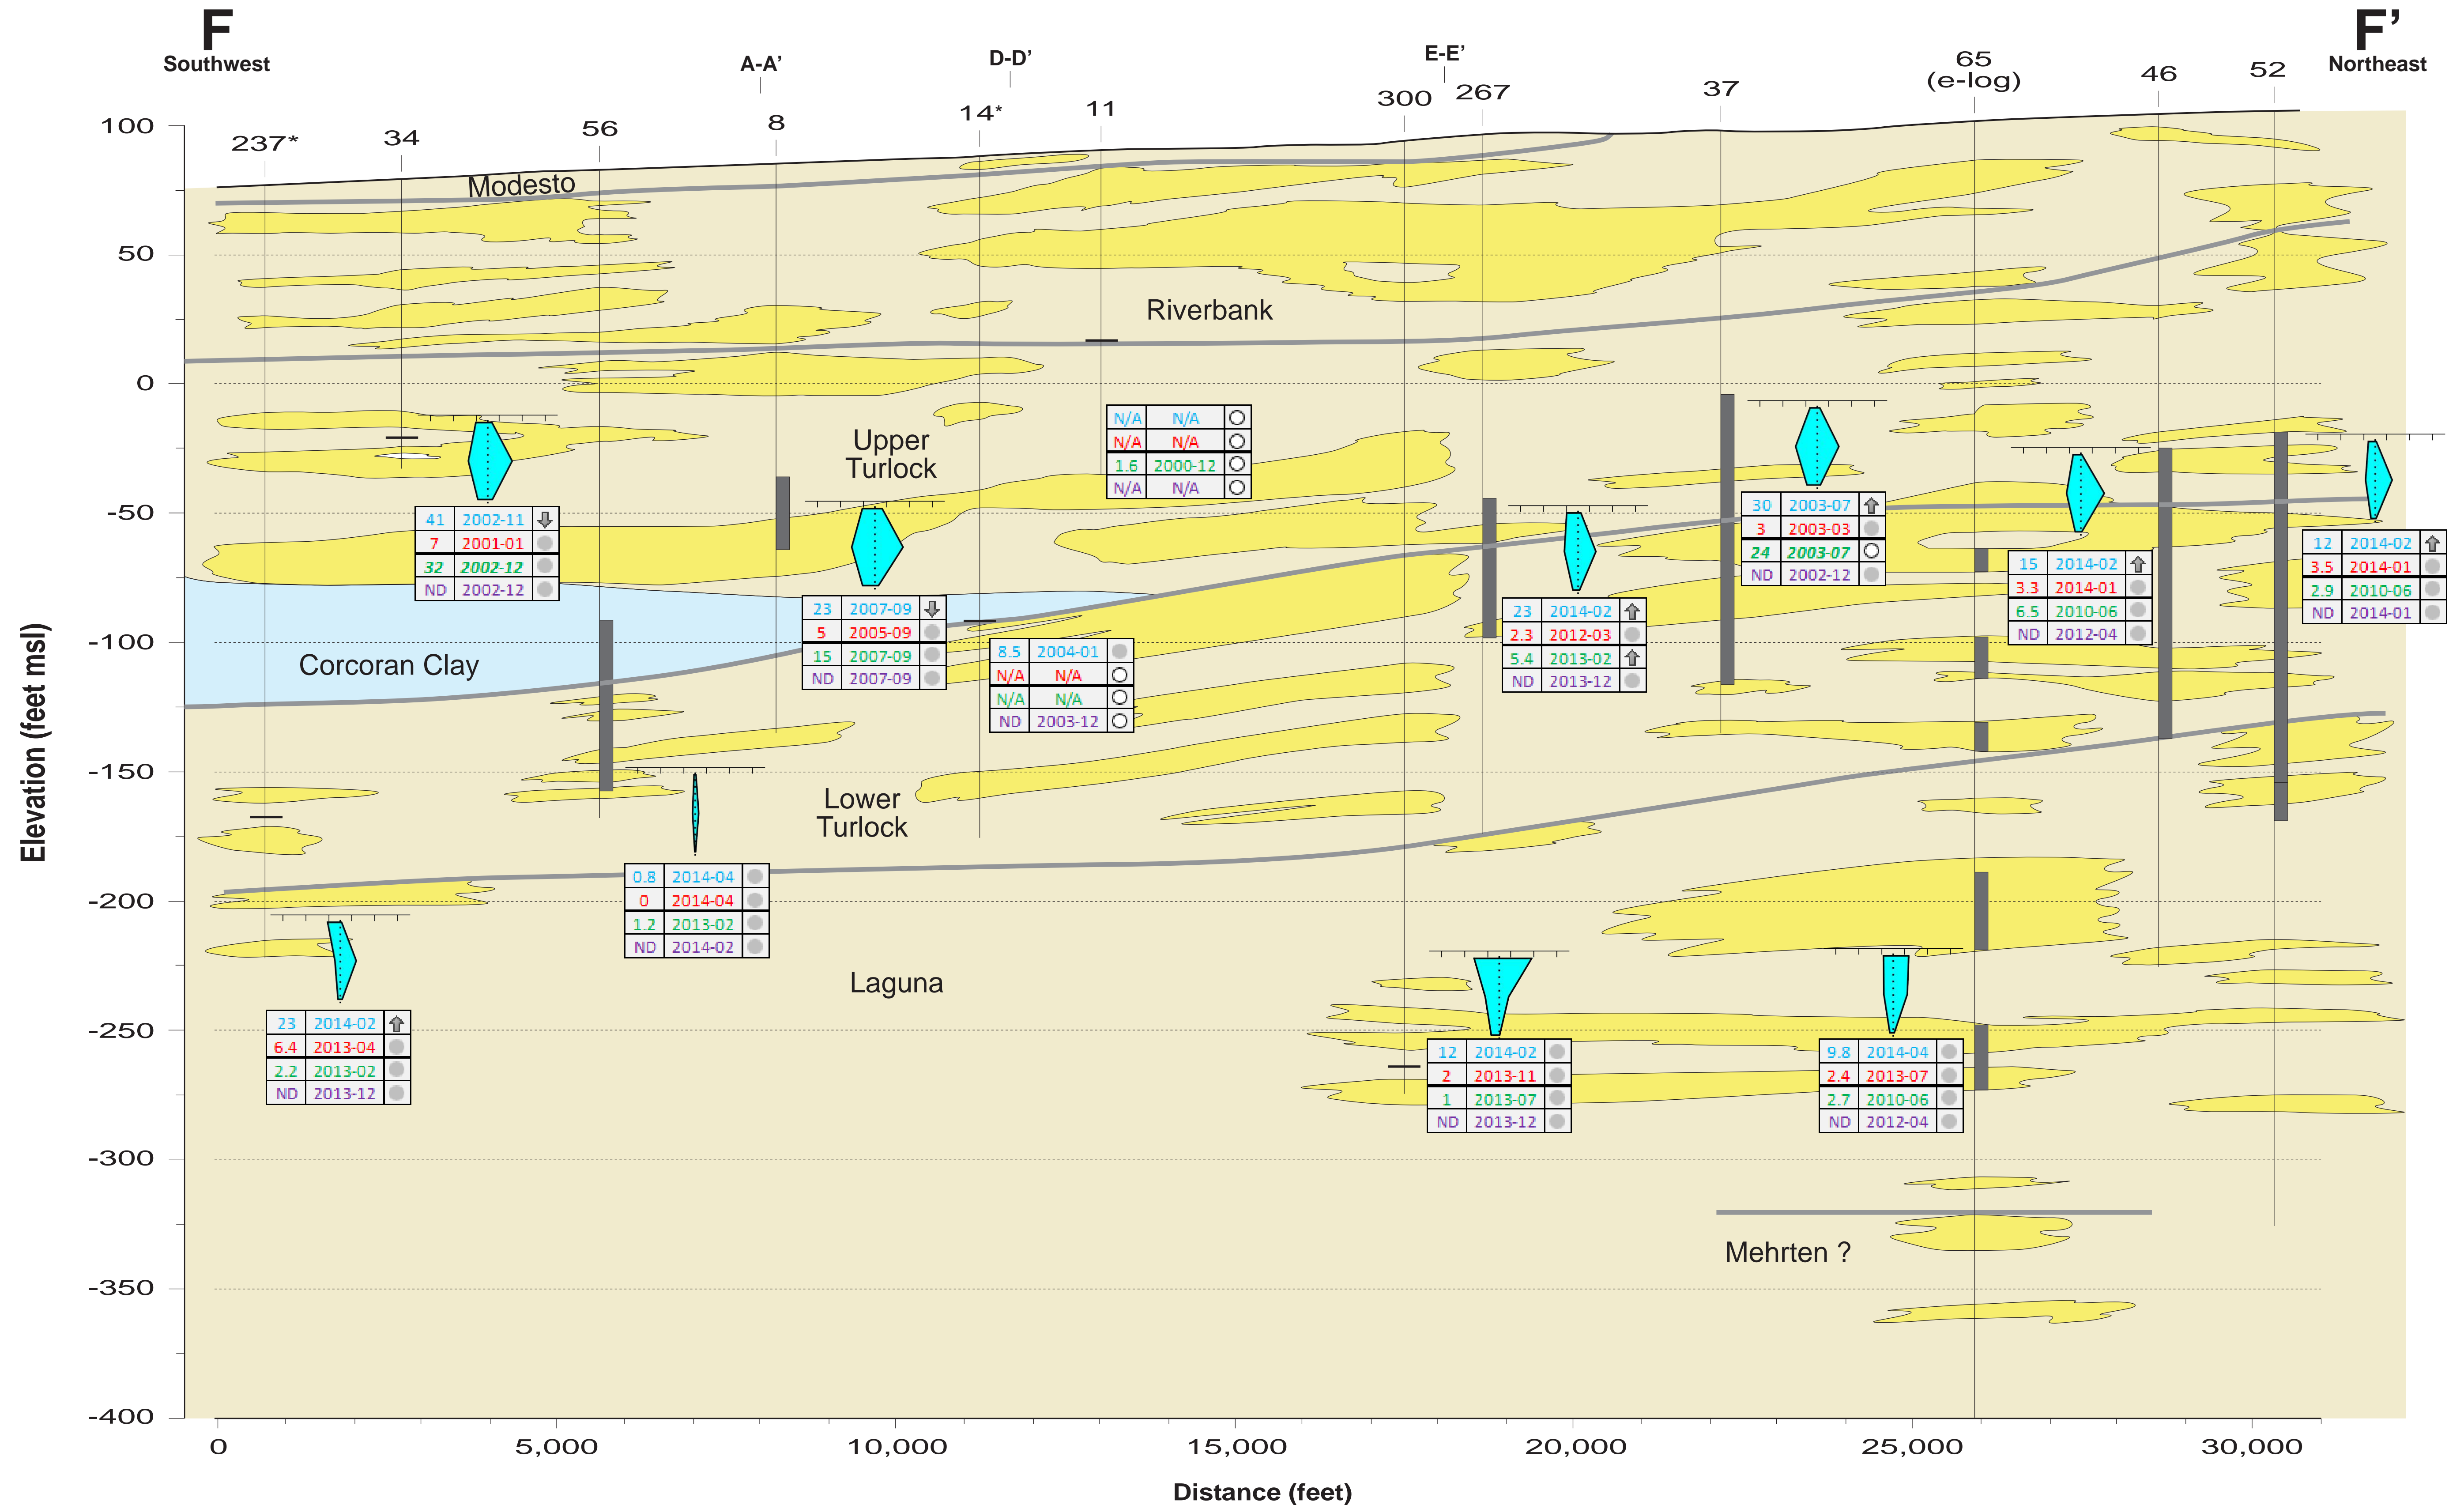 F
F’
Southwest
A-A’
D-D’
E-E’
Northeast
237*
34
56
8
14*
11
300
267
37
65
(e-log)
46
52
100
50
0
-50
-100
-150
-200
-250
-300
-350
-400
Elevation (feet msl)
Modesto
Riverbank
Upper
Turlock
Corcoran Clay
Lower
Turlock
Laguna
Mehrten ?
41 2002-11
7 2001-01
32 2002-12
ND 2002-12
23 2007-09
5 2005-09
15 2007-09
ND 2007-09
N/A N/A
N/A N/A
1.6 2000-12
N/A N/A
8.5 2004-01
N/A N/A
N/A N/A
ND 2003-12
23 2014-02
2.3 2012-03
5.4 2013-02
ND 2013-12
30 2003-07
3 2003-03
24 2003-07
ND 2002-12
15 2014-02
3.3 2014-01
6.5 2010-06
ND 2012-04
12 2014-02
3.5 2014-01
2.9 2010-06
ND 2014-01
0.8 2014-04
0 2014-04
1.2 2013-02
ND 2014-02
23 2014-02
6.4 2013-04
2.2 2013-02
ND 2013-12
12 2014-02
2 2013-11
1 2013-07
ND 2013-12
9.8 2014-04
2.4 2013-07
2.7 2010-06
ND 2012-04
0
5,000
10,000
15,000
20,000
25,000
30,000
Distance (feet)